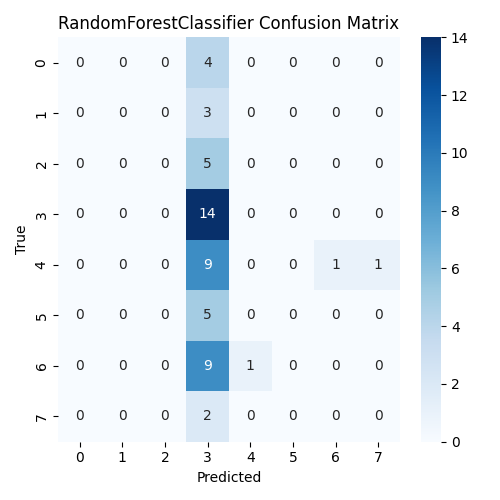 RandomForestClassifier Confusion Matrix
0 0 0 0 4 0 0 0 0
1 0 0 0 3 0 0 0 0
2 0 0 0 5 0 0 0 0
3 0 0 0 14 0 0 0 0
4 0 0 0 9 0 0 1 1
5 0 0 0 5 0 0 0 0
6 0 0 0 9 1 0 0 0
7 0 0 0 2 0 0 0 0
0 1 2 3 4 5 6 7
True
Predicted
14
12
10
8
6
4
2
0